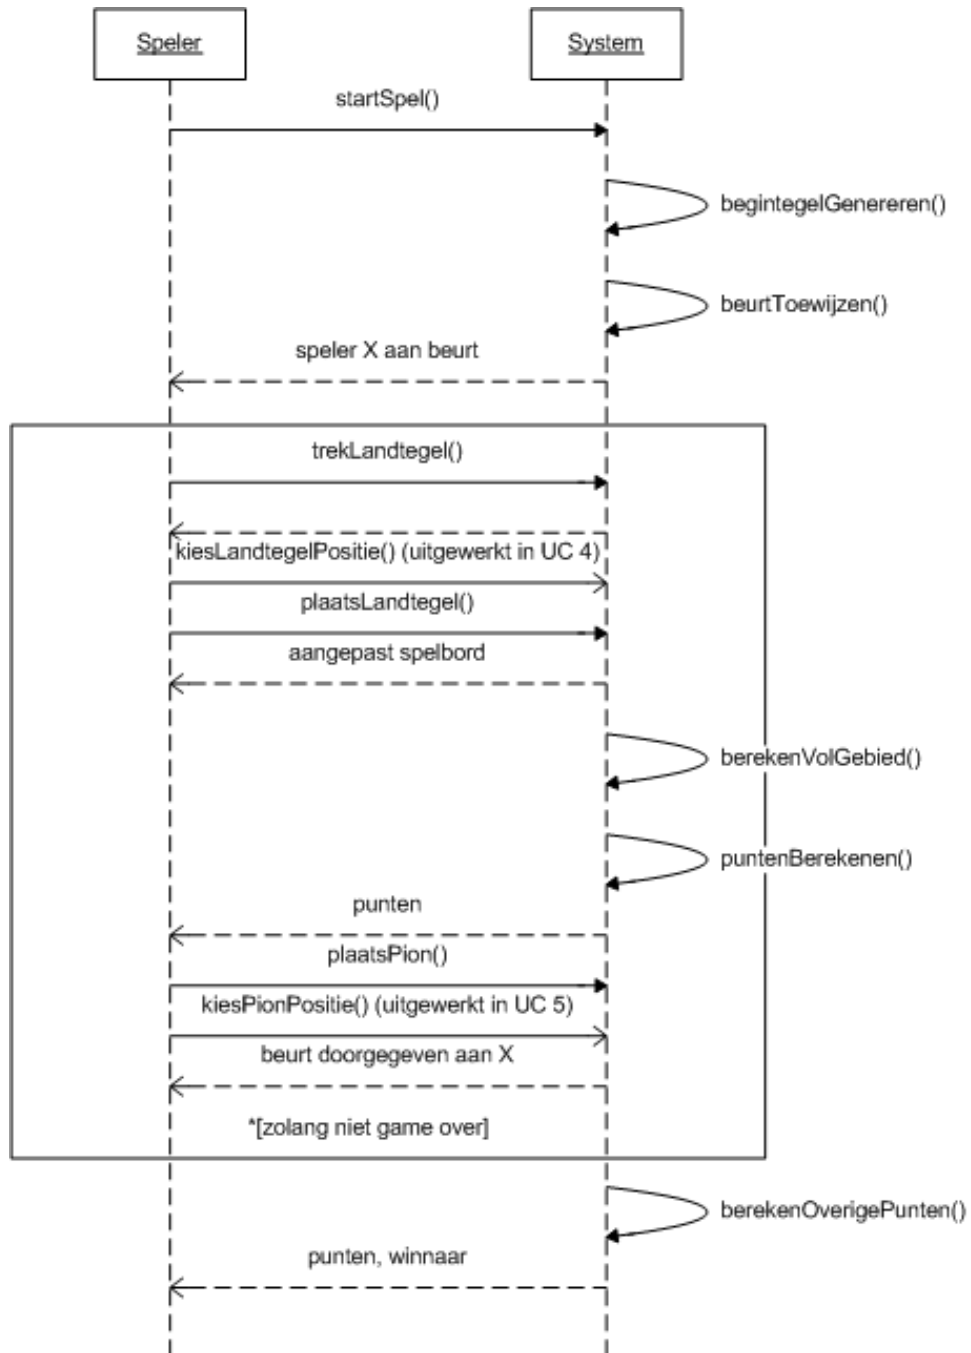 Speler
System
startSpel()
begintegelGenereren()
beurtToewijzen()
speler X aan beurt
trekLandtegel()
kiesLandtegelPositie() (uitgewerkt in UC 4)
plaatsLandtegel()
aangepast spelbord
berekenVolGebied()
puntenBerekenen()
punten
plaatsPion()
kiesPionPositie() (uitgewerkt in UC 5)
beurt doorgegeven aan X
*[zolang niet game over]
berekenOverigePunten()
punten, winnaar